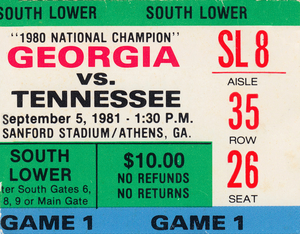 SOUTH LOWER
SOUTH LOWER
"1980 NATIONAL CHAMPION"
GEORGIA
VS.
TENNESSEE
September 5, 1981 - 1:30 P.M.
SANFORD STADIUM/ATHENS, GA.
SL 8
AISLE
35
ROW
26
SEAT
SOUTH
LOWER
ter South Gates 6,
8, 9 or Main Gate
$10.00
NO REFUNDS
NO RETURNS
GAME 1
GAME 1